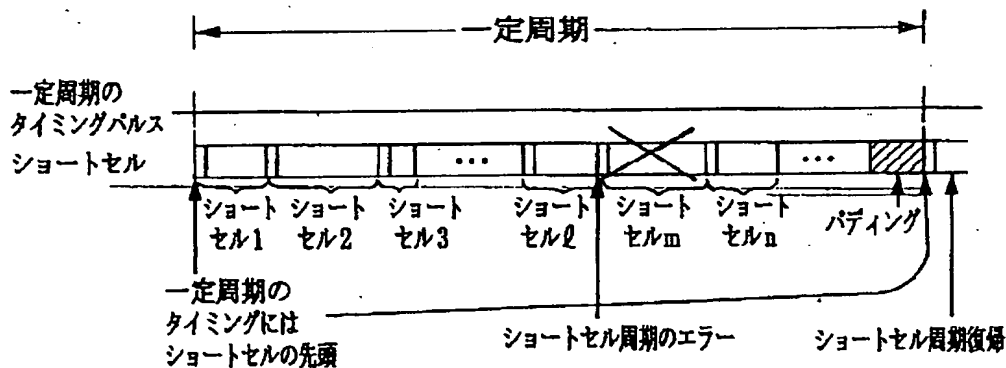 一定周期
一定周期の
タイミングパルス
ショートセル
...
...
ショート
セル1
ショート
セル2
ショート
セル3
ショート
セルℓ
ショート
セルm
ショート
セルn
パディング
一定周期の
タイミングには
ショートセルの先頭
ショートセル周期のエラー
ショートセル周期復帰